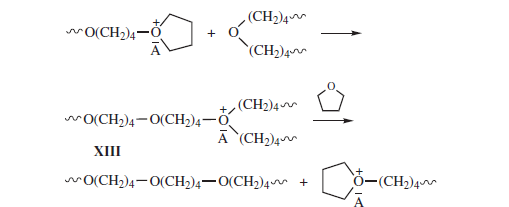 O(CH₂)₄—O⁺ A⁻ + O (CH₂)₄ (CH₂)₄
O(CH₂)₄—O(CH₂)₄—O⁺ (CH₂)₄ A⁻ (CH₂)₄ O
XIII
O(CH₂)₄—O(CH₂)₄—O(CH₂)₄ + O⁺—(CH₂)₄ A⁻